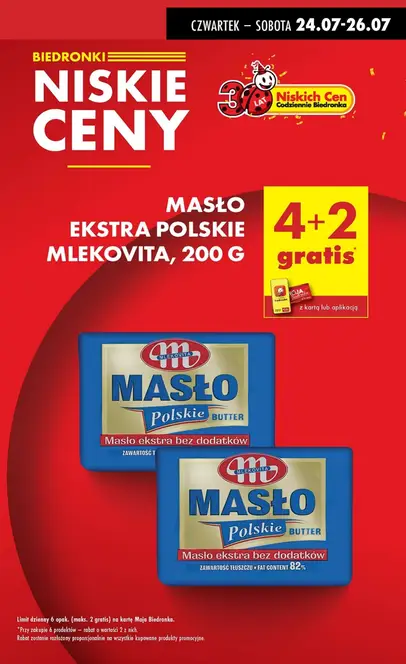 CZWARTEK – SOBOTA 24.07-26.07
BIEDRONKI
NISKIE
CENY
30 LAT
Niskich Cen
Codziennie Biedronka
MASŁO
EKSTRA POLSKIE
MLEKOVITA, 200 G
4+2
gratis*
z kartą lub aplikacją
MLEKOVITA
MASŁO
Polskie BUTTER
Masło ekstra bez dodatków
ZAWARTOŚĆ T
MLEKOVITA
MASŁO
Polskie BUTTER
Masło ekstra bez dodatków
ZAWARTOŚĆ TŁUSZCZU • FAT CONTENT 82%
Limit dzienny 6 opak. (maks. 2 gratis) na kartę Moja Biedronka.
*Przy zakupie 6 produktów – rabat o wartości 2 z nich.
Rabat zostanie rozłożony proporcjonalnie na wszystkie kupowane produkty promocyjne.